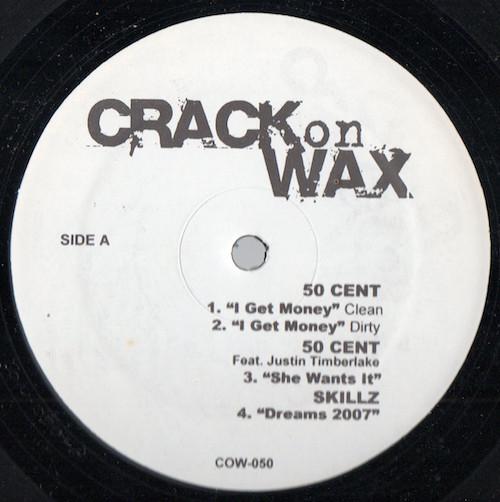 CRACK on
WAX
SIDE A
50 CENT
1. “I Get Money” Clean
2. “I Get Money” Dirty
50 CENT
Feat. Justin Timberlake
3. “She Wants It”
SKILLZ
4. “Dreams 2007”
COW-050